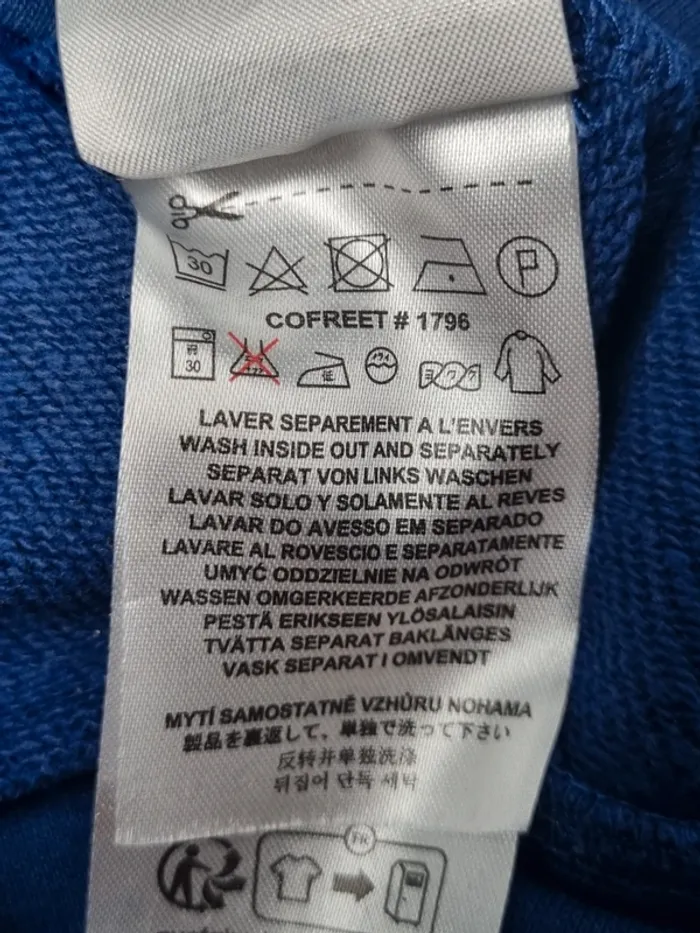 30
P
COFREET # 1796
30
低
LAVER SEPAREMENT A L'ENVERS
WASH INSIDE OUT AND SEPARATELY
SEPARAT VON LINKS WASCHEN
LAVAR SOLO Y SOLAMENTE AL REVES
LAVAR DO AVESSO EM SEPARADO
LAVARE AL ROVESCIO E SEPARATAMENTE
UMYĆ ODDZIELNIE NA ODWRÓT
WASSEN OMGERKEERDE AFZONDERLIJK
PESTÄ ERIKSEEN YLÖSALAISIN
TVÄTTA SEPARAT BAKLÄNGES
VASK SEPARAT I OMVENDT
MYTÍ SAMOSTATNĚ VZHŮRU NOHAMA
製品を裏返して、単独で洗って下さい
反转并单独洗涤
뒤집어 단독 세탁
FR